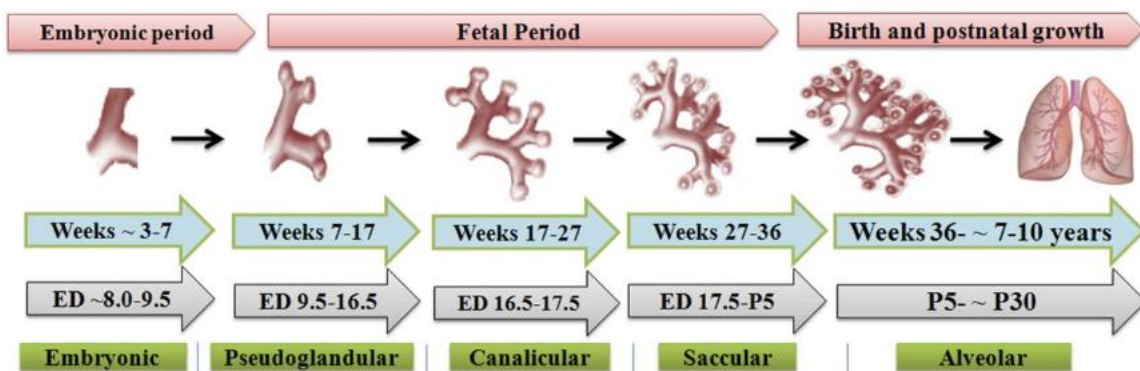 Embryonic period
Fetal Period
Birth and postnatal growth
Weeks ~ 3-7
Weeks 7-17
Weeks 17-27
Weeks 27-36
Weeks 36- ~ 7-10 years
ED ~8.0-9.5
ED 9.5-16.5
ED 16.5-17.5
ED 17.5-P5
P5- ~ P30
Embryonic
Pseudoglandular
Canalicular
Saccular
Alveolar